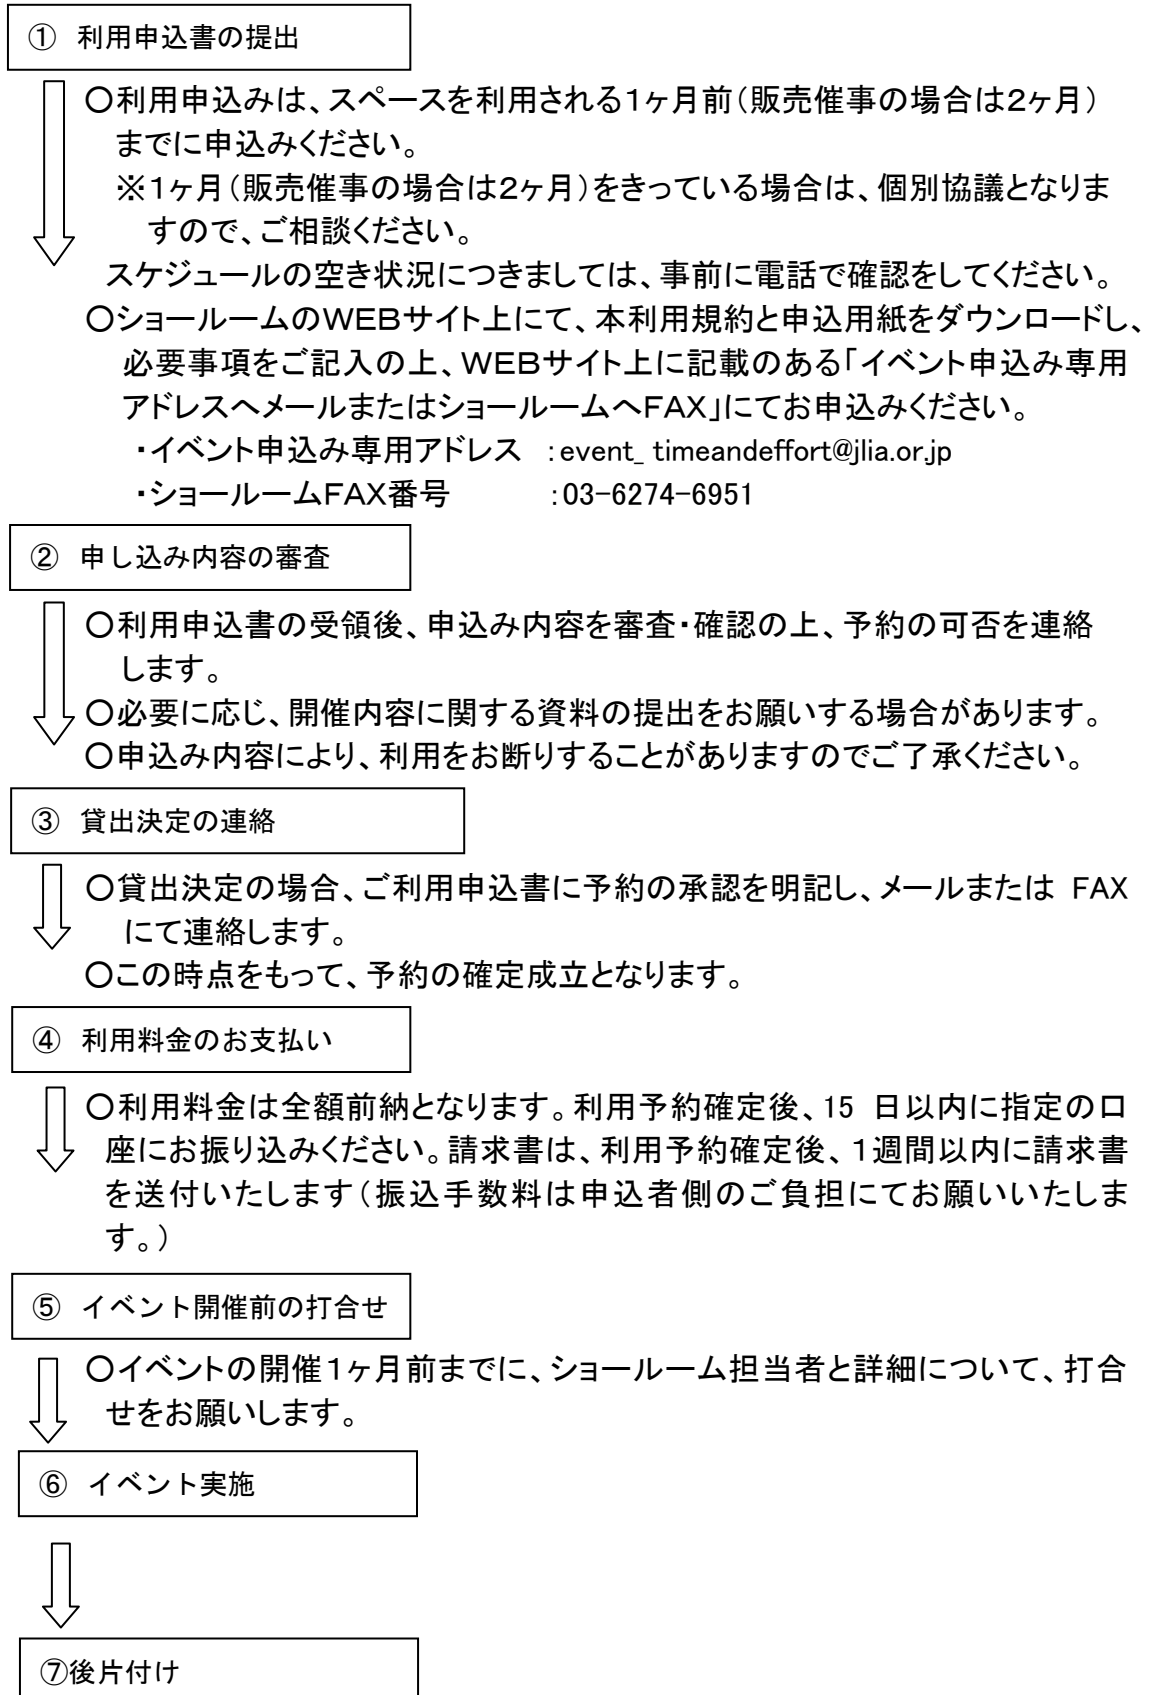 ① 利用申込書の提出
○利用申込みは、スペースを利用される1ヶ月前(販売催事の場合は2ヶ月)
までに申込みください。
※1ヶ月(販売催事の場合は2ヶ月)をきっている場合は、個別協議となりま
すので、ご相談ください。
スケジュールの空き状況につきましては、事前に電話で確認をしてください。
○ショールームのWEBサイト上にて、本利用規約と申込用紙をダウンロードし、
必要事項をご記入の上、WEBサイト上に記載のある「イベント申込み専用
アドレスへメールまたはショールームへFAX」にてお申込みください。
・イベント申込み専用アドレス :event_ timeandeffort@jlia.or.jp
・ショールームFAX番号 :03-6274-6951
② 申し込み内容の審査
○利用申込書の受領後、申込み内容を審査・確認の上、予約の可否を連絡
します。
○必要に応じ、開催内容に関する資料の提出をお願いする場合があります。
○申込み内容により、利用をお断りすることがありますのでご了承ください。
③ 貸出決定の連絡
○貸出決定の場合、ご利用申込書に予約の承認を明記し、メールまたは FAX
にて連絡します。
○この時点をもって、予約の確定成立となります。
④ 利用料金のお支払い
○利用料金は全額前納となります。利用予約確定後、15 日以内に指定の口
座にお振り込みください。請求書は、利用予約確定後、1週間以内に請求書
を送付いたします(振込手数料は申込者側のご負担にてお願いいたしま
す。)
⑤ イベント開催前の打合せ
○イベントの開催1ヶ月前までに、ショールーム担当者と詳細について、打合
せをお願いします。
⑥ イベント実施
⑦後片付け